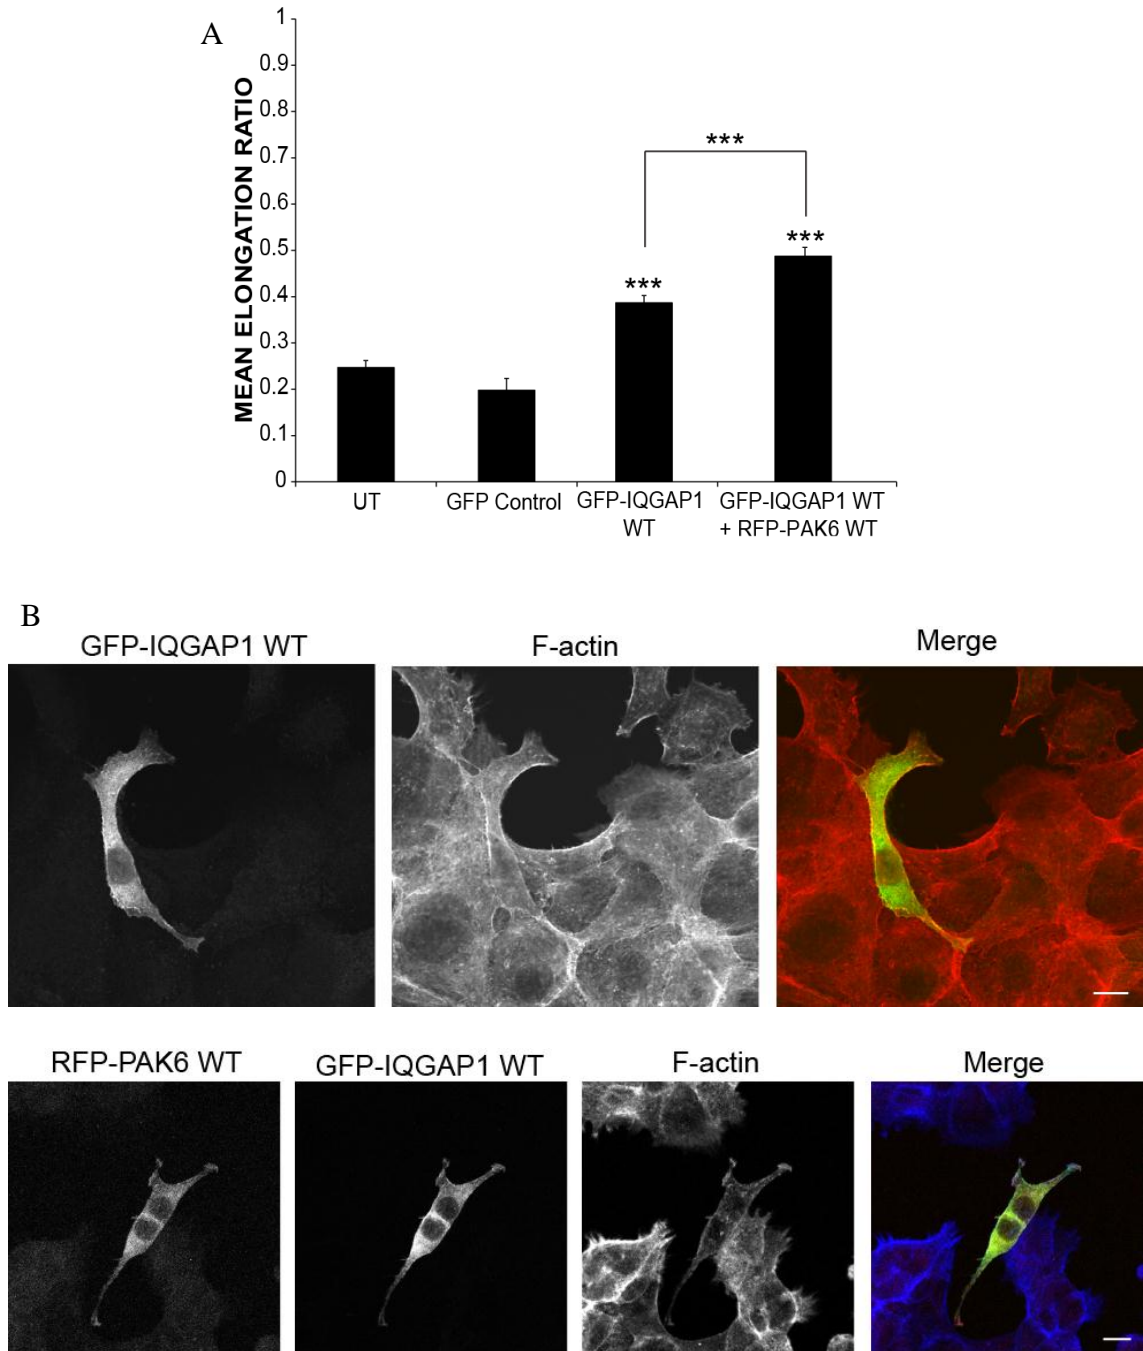 A
MEAN ELONGATION RATIO
1
0.9
0.8
0.7
0.6
0.5
0.4
0.3
0.2
0.1
0
***
***
***
UT
GFP Control
GFP-IQGAP1
WT
GFP-IQGAP1 WT
+ RFP-PAK6 WT
B
GFP-IQGAP1 WT
F-actin
Merge
RFP-PAK6 WT
GFP-IQGAP1 WT
F-actin
Merge